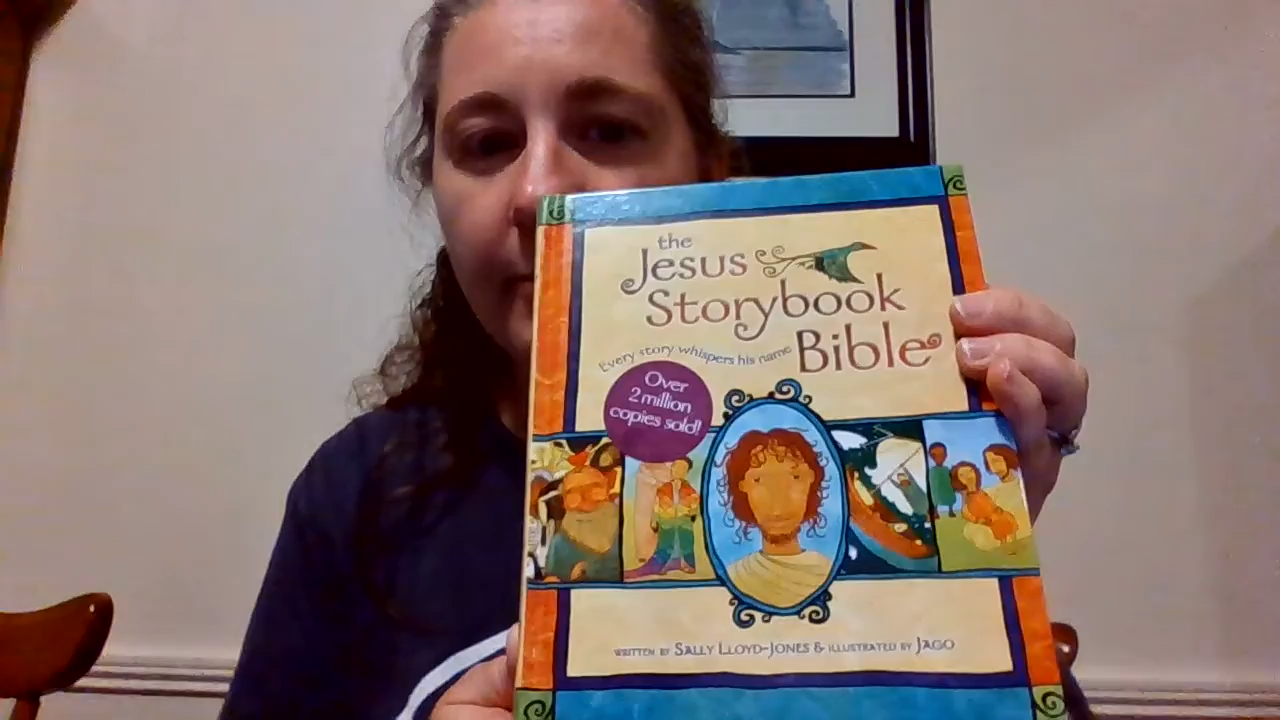 the
Jesus
Storybook
Every story whispers his name
Bible
Over
2 million
copies sold!
WRITTEN BY SALLY LLOYD-JONES & ILLUSTRATED BY JAGO